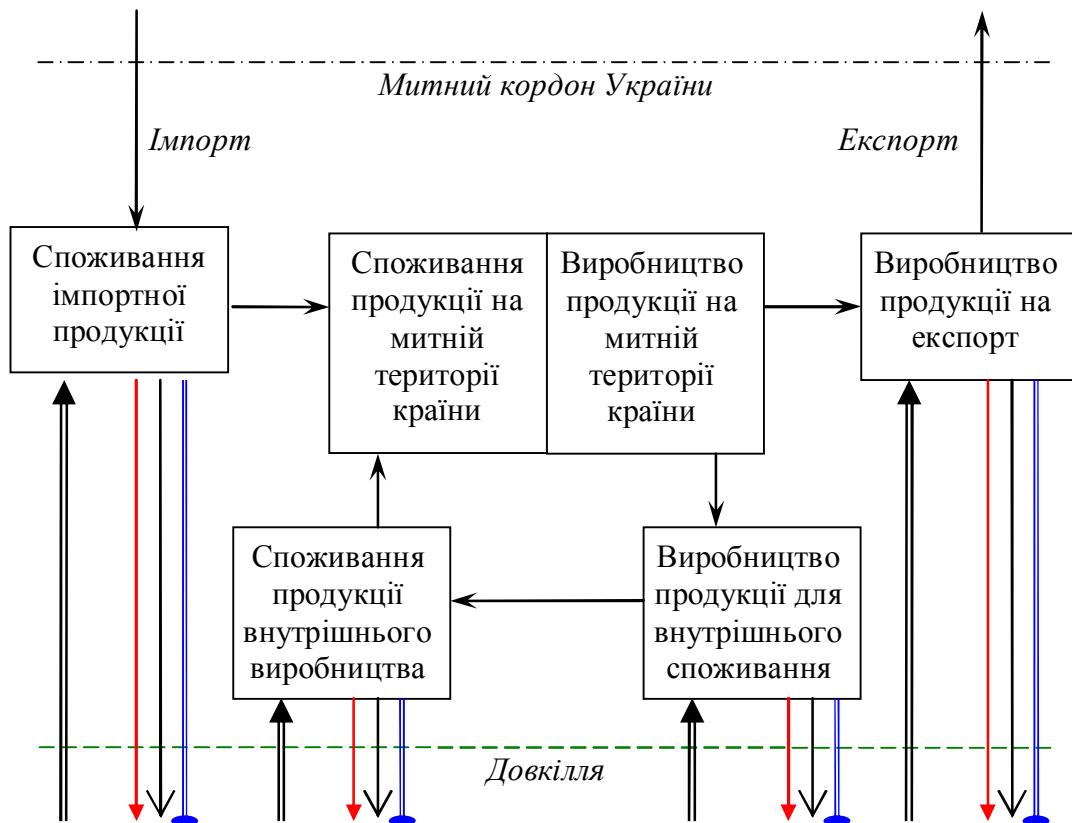 Митний кордон України
Імпорт
Експорт
Споживання
імпортної
продукції
Споживання
продукції на
митній
території
країни
Виробництво
продукції на
митній
території
країни
Виробництво
продукції на
експорт
Споживання
продукції
внутрішнього
виробництва
Виробництво
продукції для
внутрішнього
споживання
Довкілля